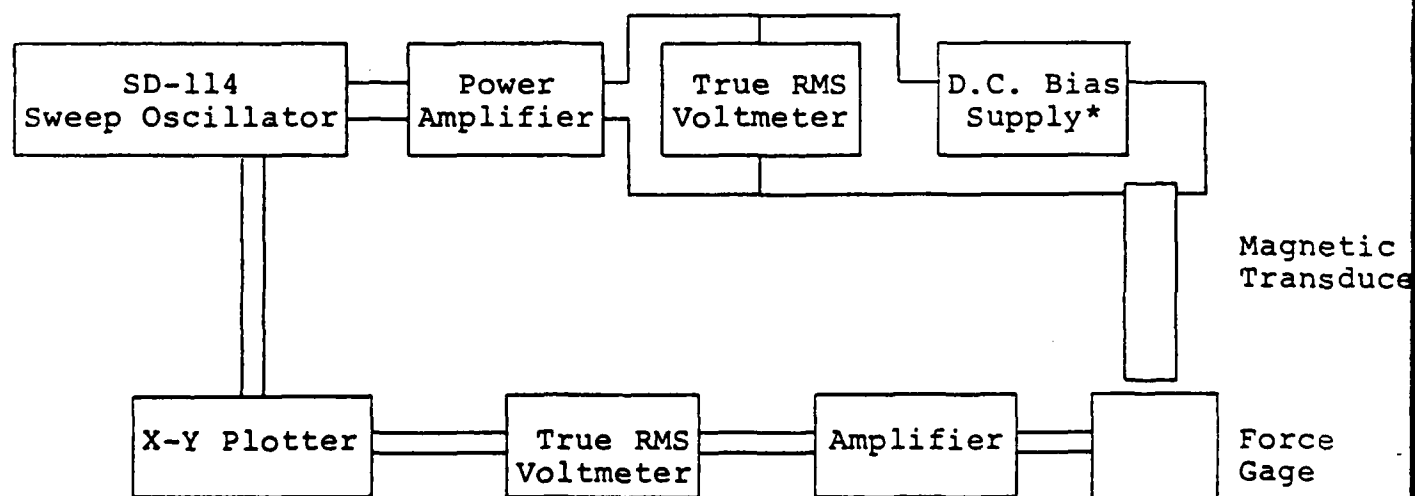 SD-114
Sweep Oscillator
Power
Amplifier
True RMS
Voltmeter
D.C. Bias
Supply*
Magnetic
Transduce
X-Y Plotter
True RMS
Voltmeter
Amplifier
Force
Gage